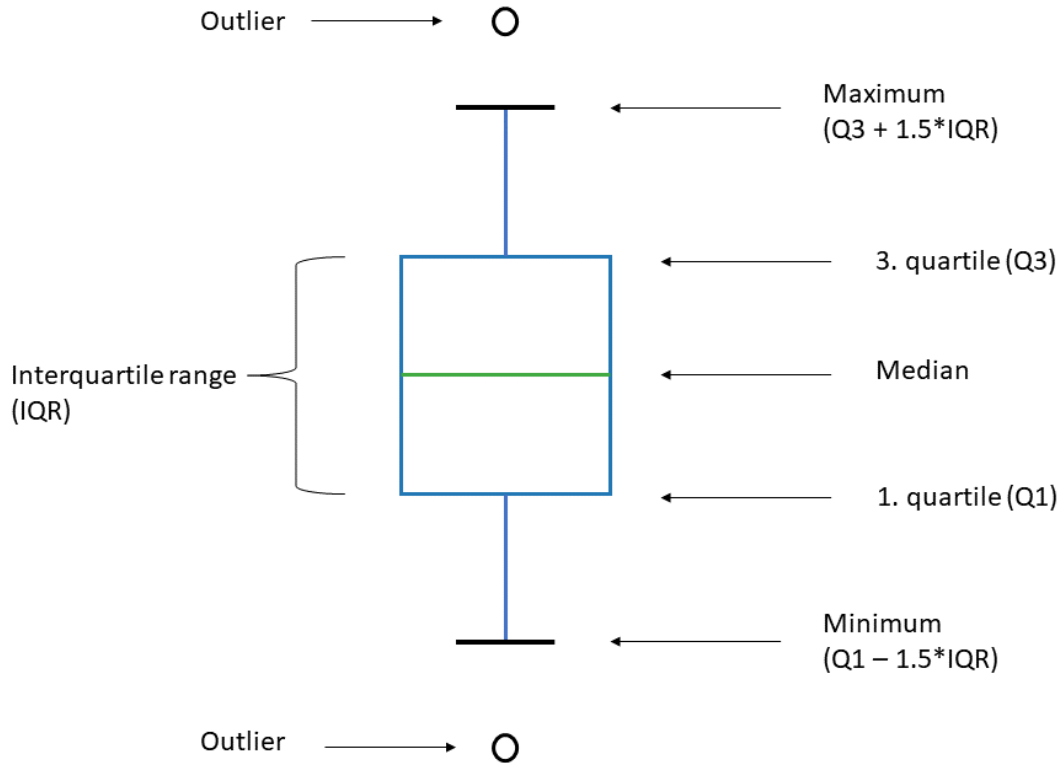 Outlier
Maximum
(Q3 + 1.5*IQR)
3. quartile (Q3)
Interquartile range
(IQR)
Median
1. quartile (Q1)
Minimum
(Q1 – 1.5*IQR)
Outlier